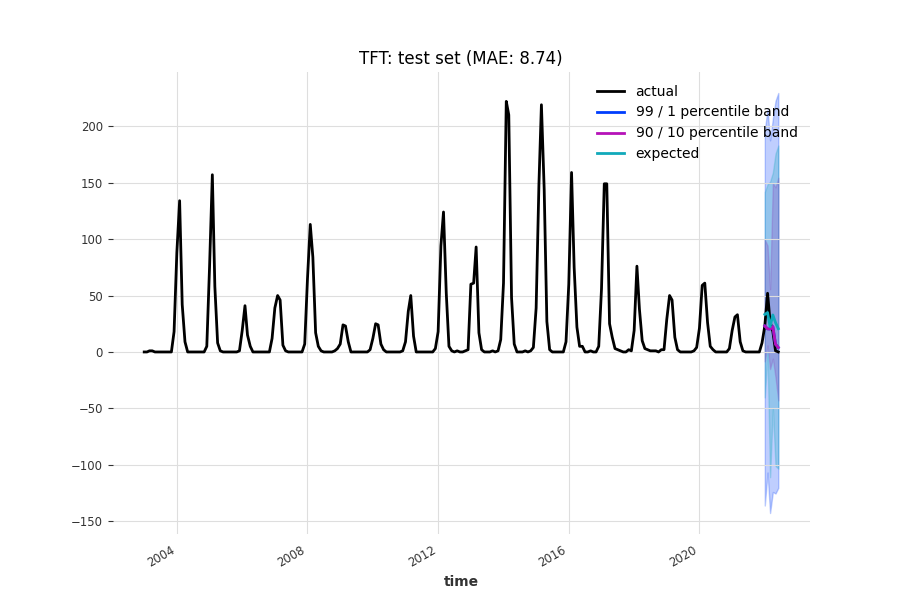 TFT: test set (MAE: 8.74)
actual
99 / 1 percentile band
90 / 10 percentile band
expected
200
150
100
50
0
−50
−100
−150
2004
2008
2012
2016
2020
time